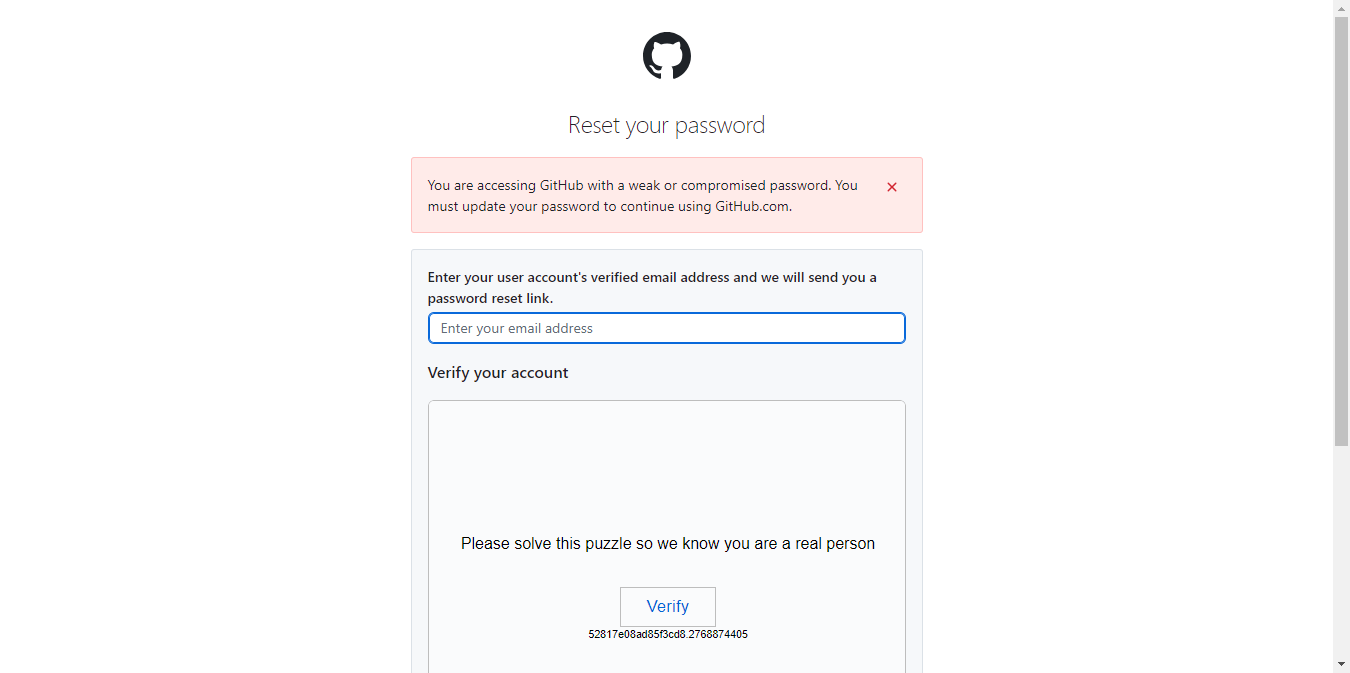 Reset your password
You are accessing GitHub with a weak or compromised password. You
must update your password to continue using GitHub.com.
Enter your user account's verified email address and we will send you a
password reset link.
Enter your email address
Verify your account
Please solve this puzzle so we know you are a real person
Verify
52817e08ad85f3cd8.2768874405